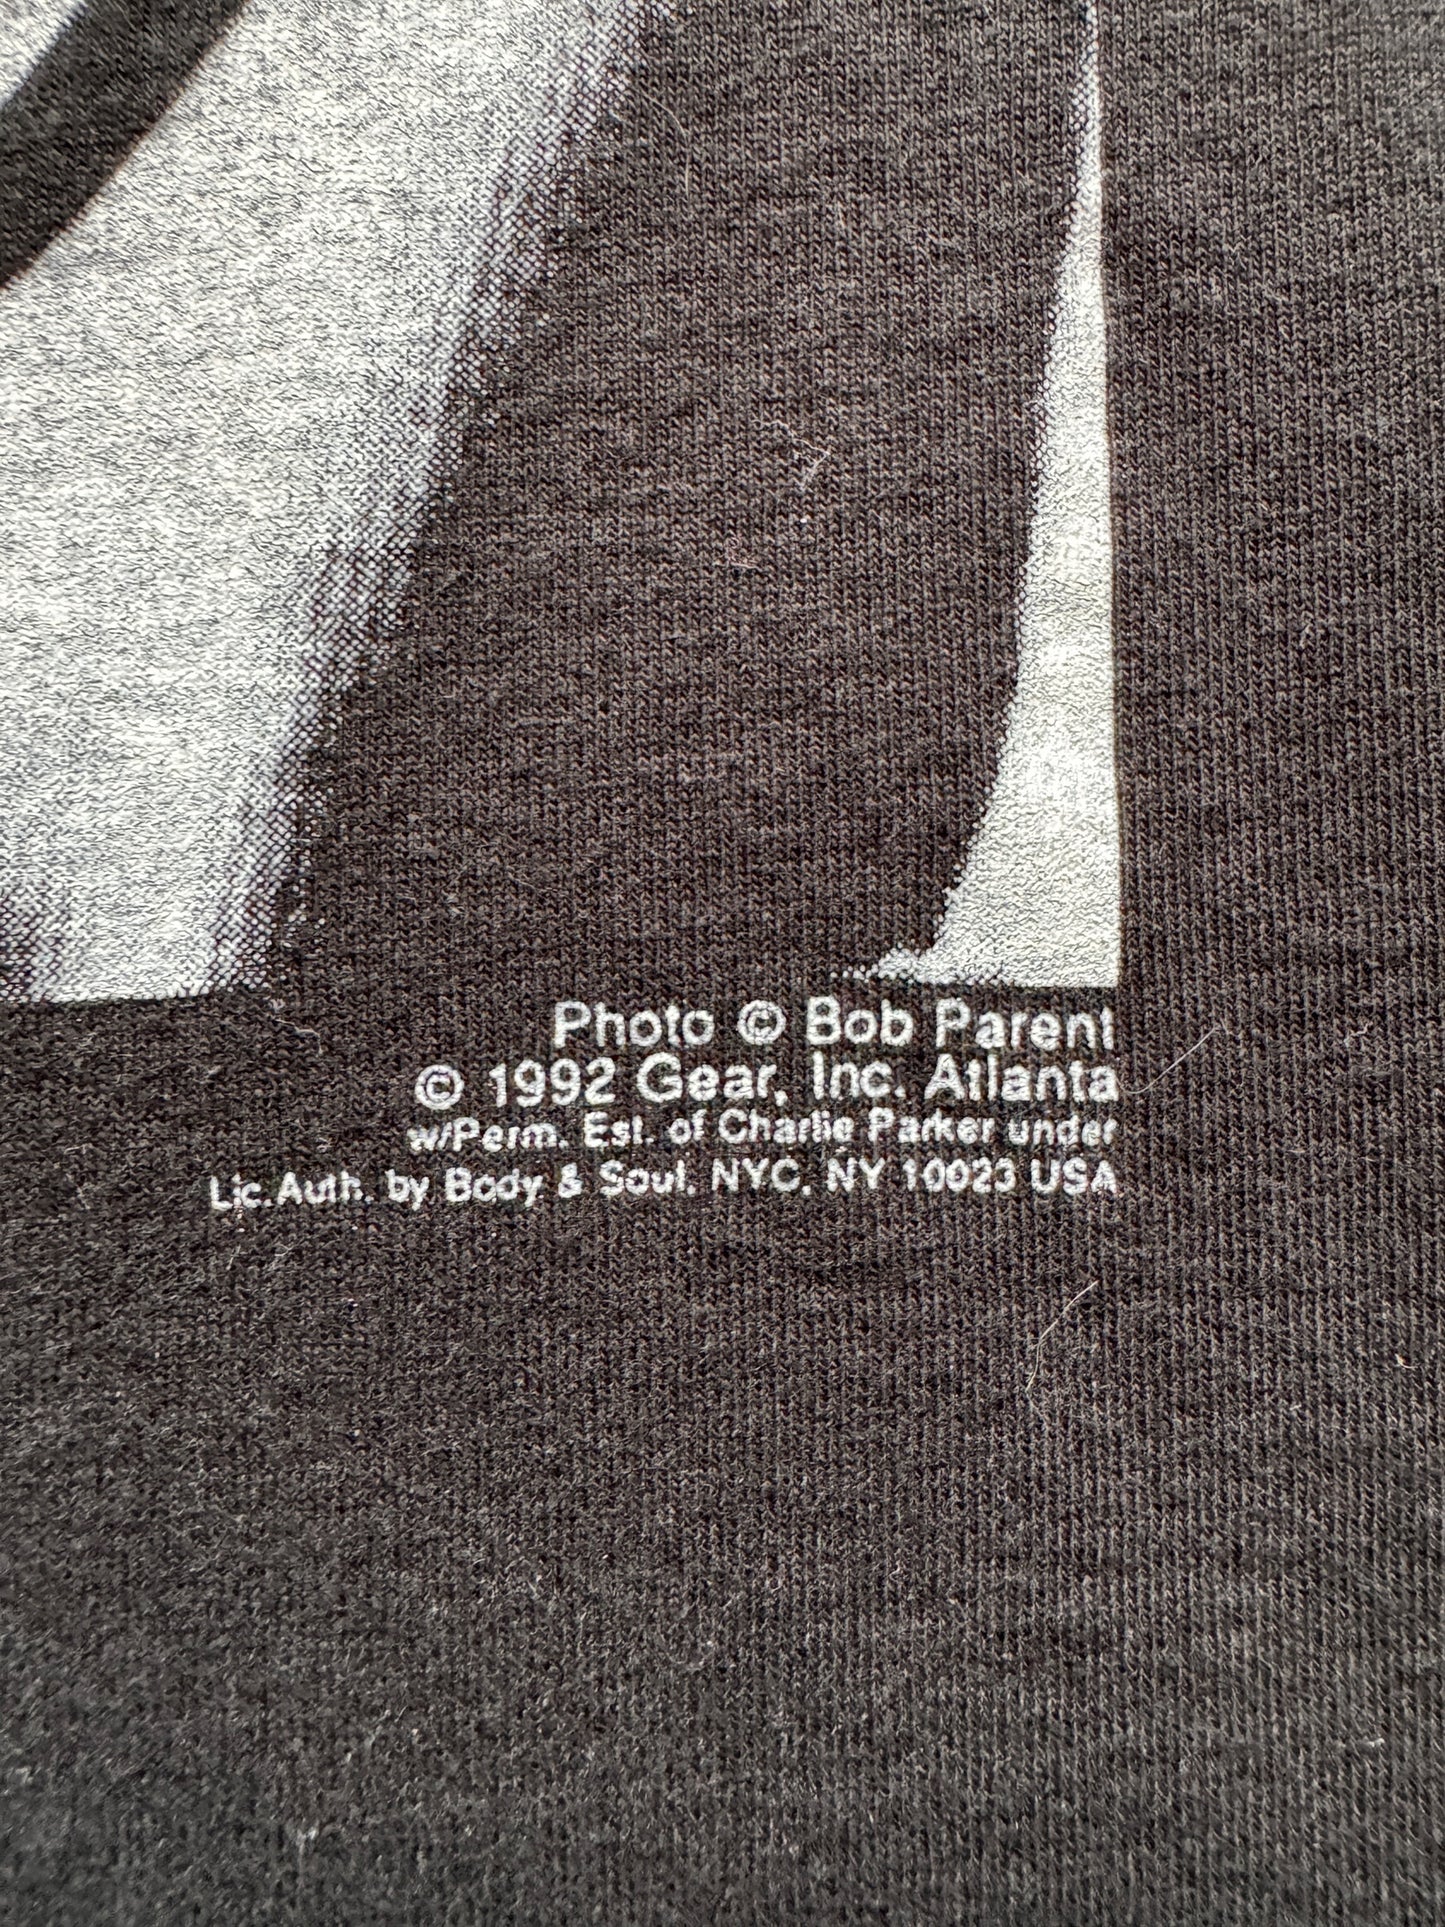 Photo © Bob Parent
© 1992 Gear, Inc. Atlanta
w/Perm. Est. of Charlie Parker under
Lic. Auth. by Body & Soul. NYC, NY 10023 USA